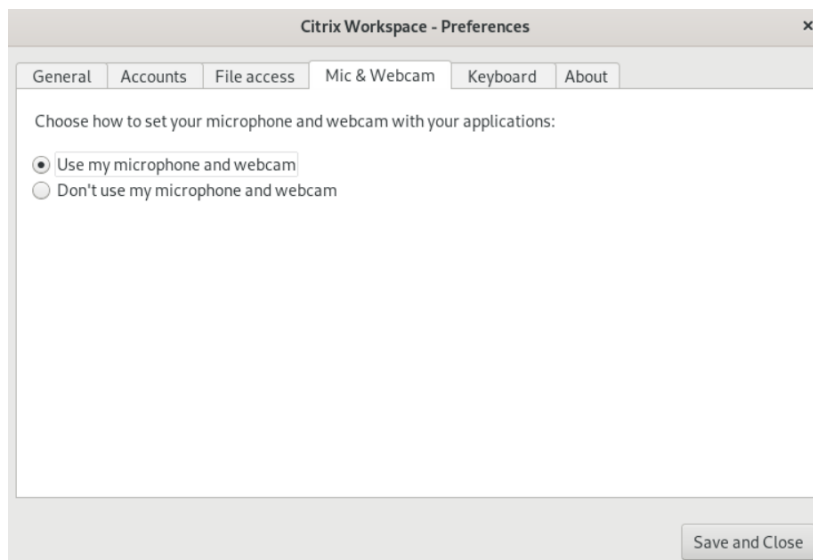 Citrix Workspace - Preferences ×
General Accounts File access Mic & Webcam Keyboard About
Choose how to set your microphone and webcam with your applications:
Use my microphone and webcam
Don't use my microphone and webcam
Save and Close